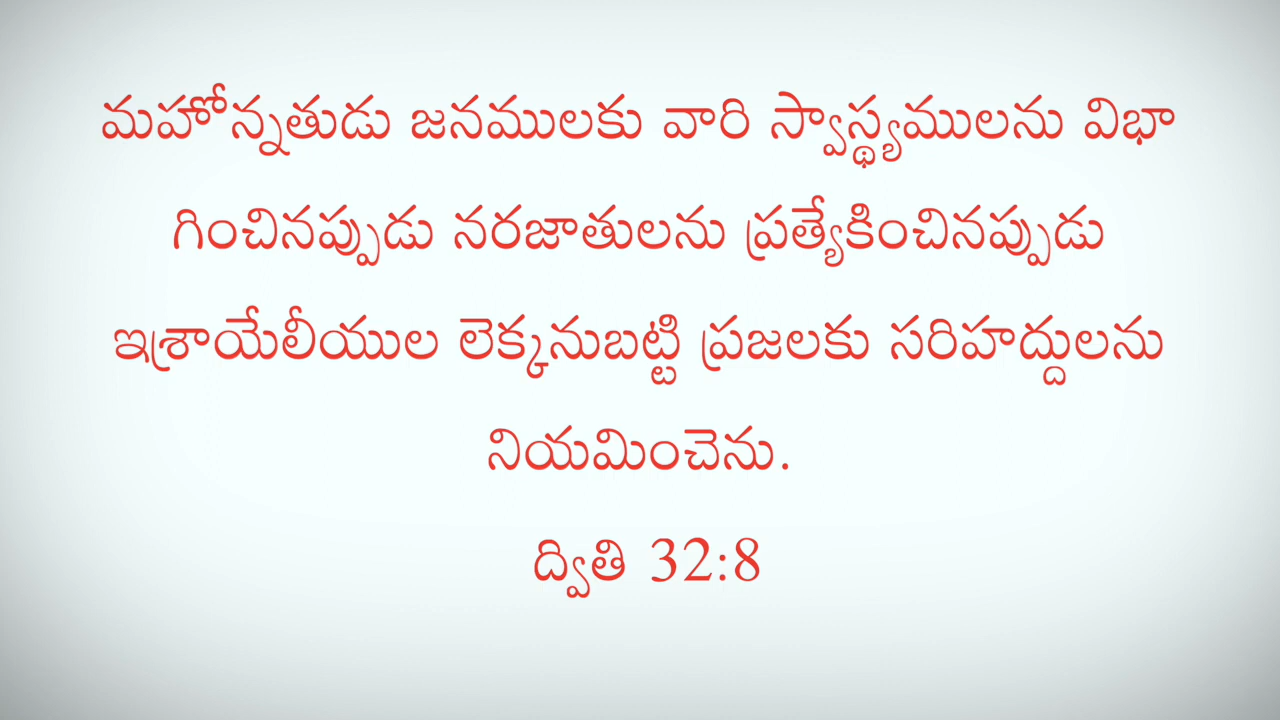 మహోన్నతుడు జనములకు వారి స్వాస్థ్యములను విభా
గించినప్పుడు నరజాతులను ప్రత్యేకించినప్పుడు
ఇశ్రాయేలీయుల లెక్కనుబట్టి ప్రజలకు సరిహద్దులను
నియమించెను.
ద్వితి 32:8